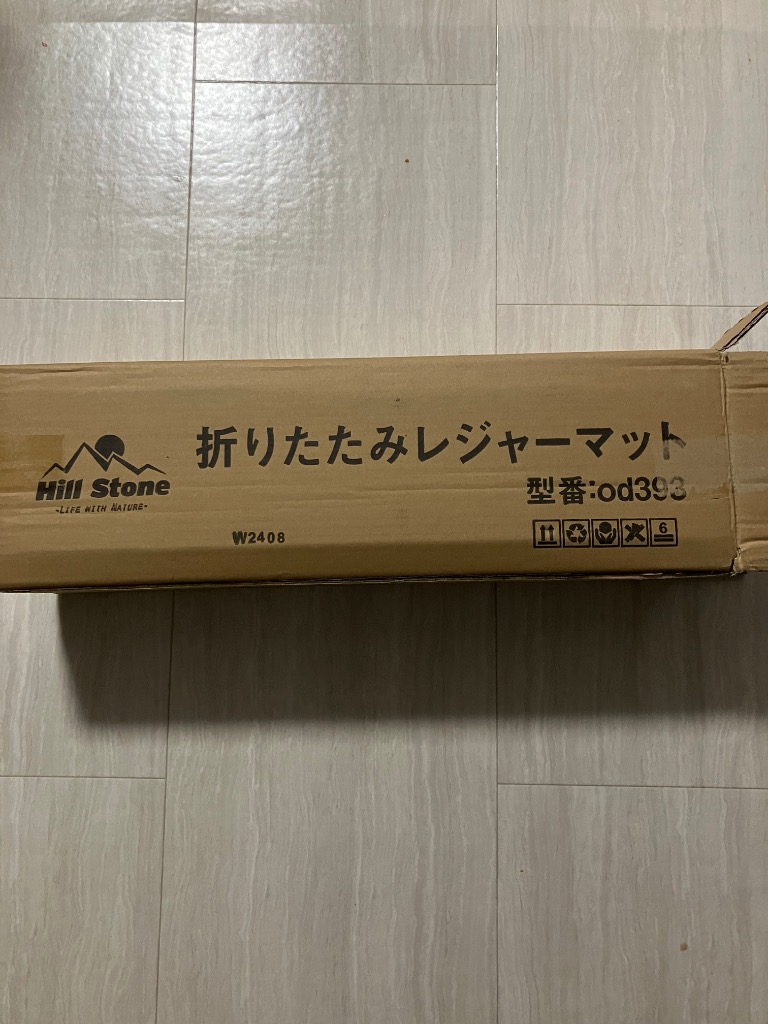 折りたたみレジャーマット
Hill Stone
-LIFE WITH NATURE-
型番:od393
W2408
6